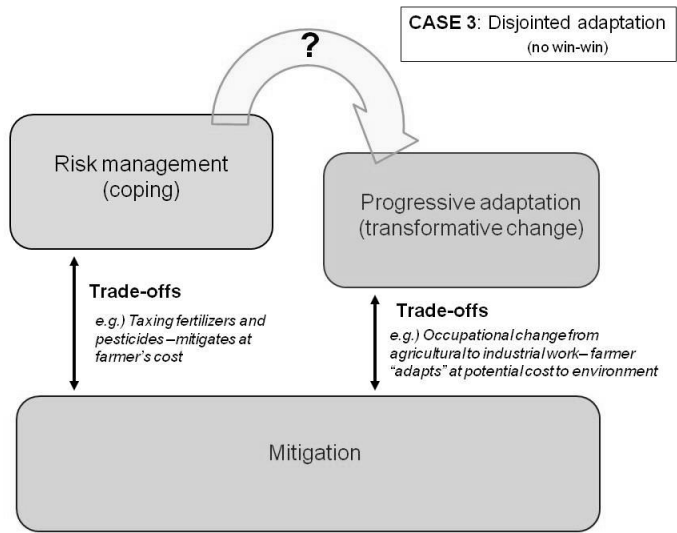 CASE 3: Disjointed adaptation
(no win-win)
?
Risk management
(coping)
Progressive adaptation
(transformative change)
Trade-offs
e.g.) Taxing fertilizers and
pesticides–mitigates at
farmer's cost
Trade-offs
e.g.) Occupational change from
agricultural to industrial work–farmer
“adapts” at potential cost to environment
Mitigation